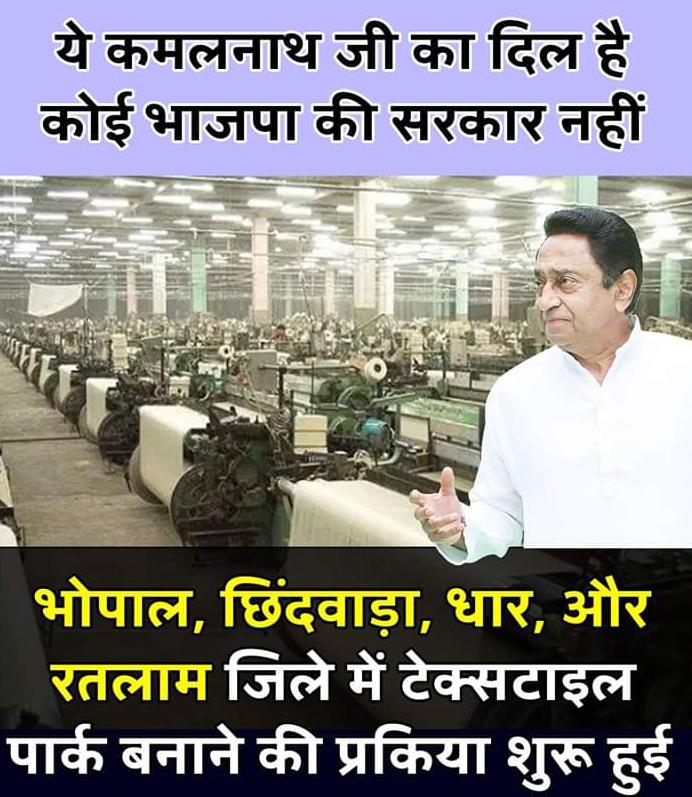 ये कमलनाथ जी का दिल है
कोई भाजपा की सरकार नहीं
भोपाल, छिंदवाड़ा, धार, और
रतलाम जिले में टेक्सटाइल
पार्क बनाने की प्रकिया शुरू हुई